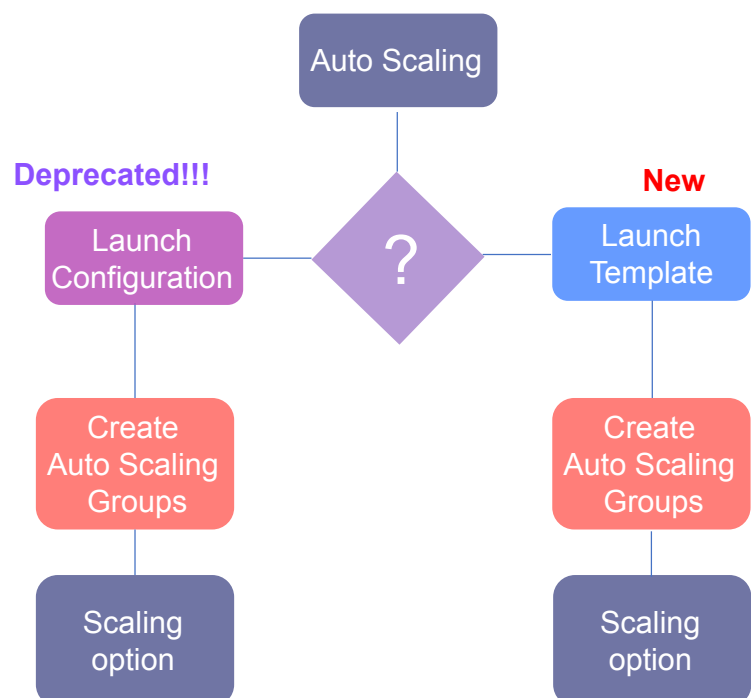 Auto Scaling
Deprecated!!!
New
Launch
Configuration
?
Launch
Template
Create
Auto Scaling
Groups
Create
Auto Scaling
Groups
Scaling
option
Scaling
option